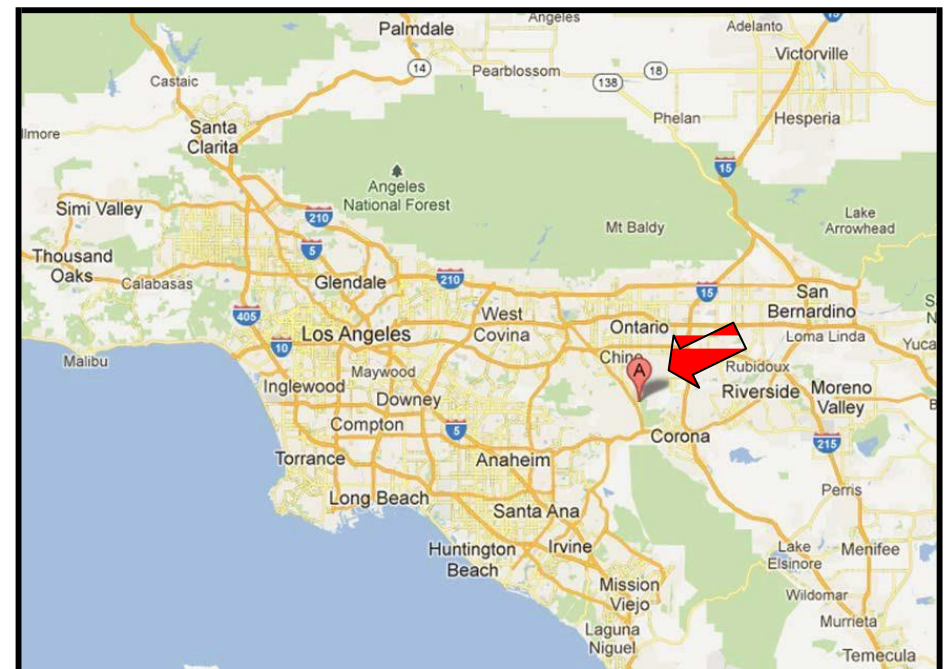 Angeles
Palmdale
Adelanto
15
Victorville
14
Pearblossom
18
138
Castaic
Phelan
Hesperia
Santa
Clarita
lmore
15
Angeles
National Forest
Simi Valley
210
Mt Baldy
Lake
Arrowhead
5
Thousand
Oaks
Calabasas
Glendale
210
15
San
Bernardino
405
West
Covina
Los Angeles
Ontario
Loma Linda
Yuca
10
Chino
Malibu
Maywood
A
Rubidoux
Inglewood
Riverside
Moreno
Valley
Downey
Compton
5
Corona
215
Torrance
Anaheim
Long Beach
Perris
Santa Ana
Huntington
Beach
Irvine
Lake
Elsinore
Menifee
Mission
Viejo
Wildomar
Laguna
Niguel
Murrieta
Temecula